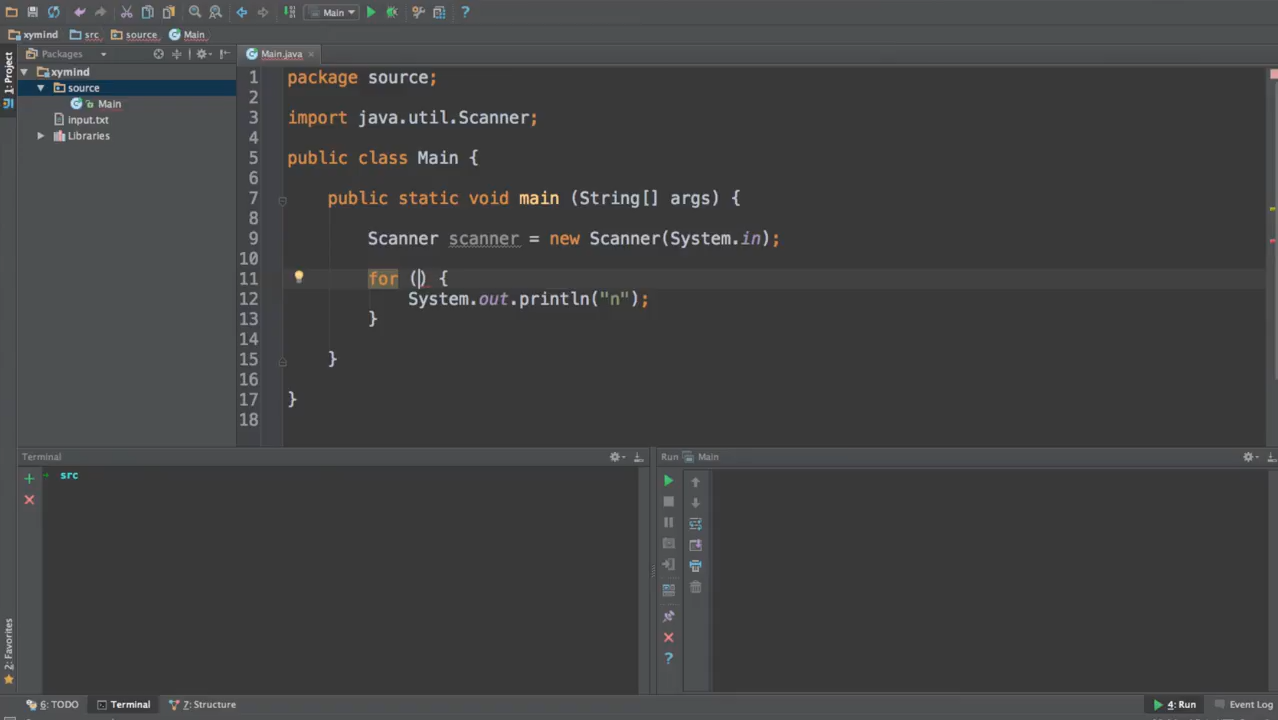 Main
xymind src source Main
Packages Main.java
1: Project
xymind
source
Main
input.txt
Libraries
1 package source;
2
3 import java.util.Scanner;
4
5 public class Main {
6
7 public static void main (String[] args) {
8
9 Scanner scanner = new Scanner(System.in);
10
11 for () {
12 System.out.println("n");
13 }
14
15 }
16
17 }
18
Terminal
Run Main
src
2: Favorites
6: TODO Terminal 7: Structure 4: Run Event Log